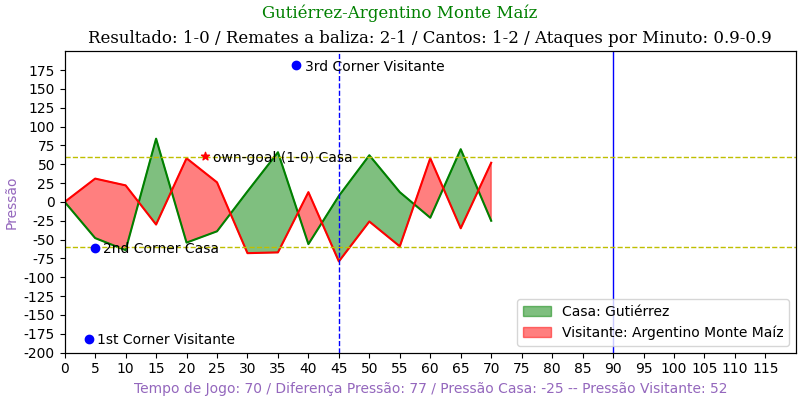 Gutiérrez-Argentino Monte Maíz
Resultado: 1-0 / Remates a baliza: 2-1 / Cantos: 1-2 / Ataques por Minuto: 0.9-0.9
175
150
125
100
75
50
25
0
-25
-50
-75
-100
-125
-150
-175
-200
Pressão
3rd Corner Visitante
own-goal (1-0) Casa
2nd Corner Casa
1st Corner Visitante
Casa: Gutiérrez
Visitante: Argentino Monte Maíz
0 5 10 15 20 25 30 35 40 45 50 55 60 65 70 75 80 85 90 95 100 105 110 115
Tempo de Jogo: 70 / Diferença Pressão: 77 / Pressão Casa: -25 -- Pressão Visitante: 52